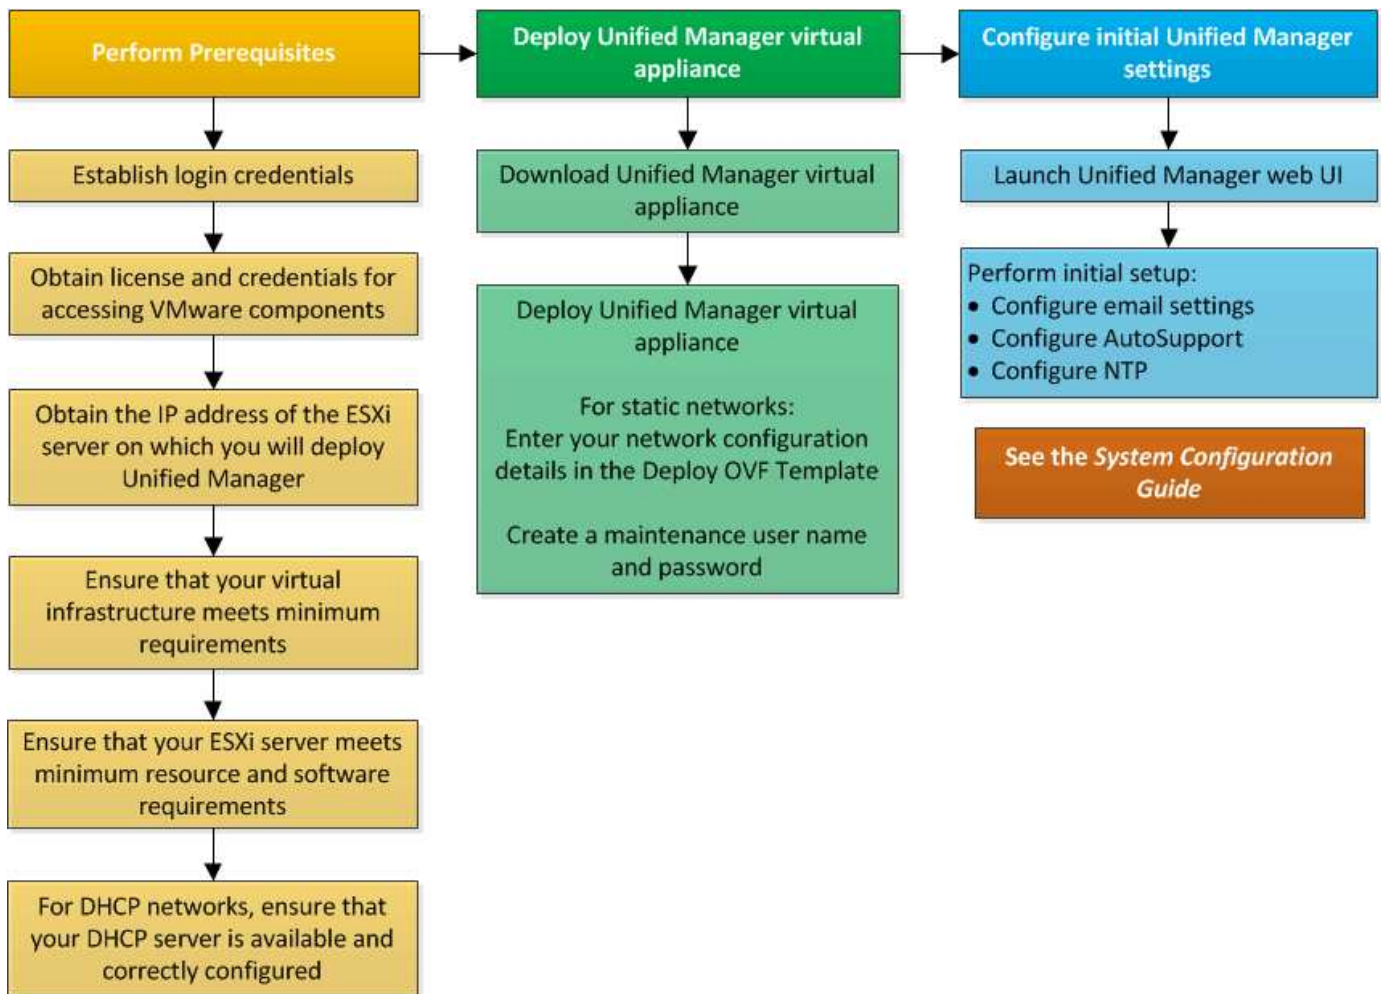 Perform Prerequisites
Establish login credentials
Obtain license and credentials for
accessing VMware components
Obtain the IP address of the ESXi
server on which you will deploy
Unified Manager
Ensure that your virtual
infrastructure meets minimum
requirements
Ensure that your ESXi server meets
minimum resource and software
requirements
For DHCP networks, ensure that
your DHCP server is available and
correctly configured
Deploy Unified Manager virtual
appliance
Download Unified Manager virtual
appliance
Deploy Unified Manager virtual
appliance
For static networks:
Enter your network configuration
details in the Deploy OVF Template
Create a maintenance user name
and password
Configure initial Unified Manager
settings
Launch Unified Manager web UI
Perform initial setup:
• Configure email settings
• Configure AutoSupport
• Configure NTP
See the System Configuration
Guide